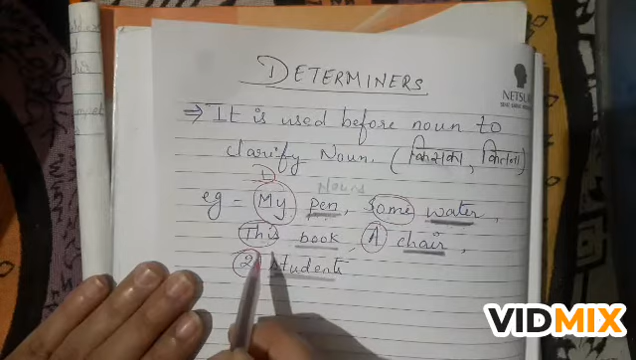 DETERMINERS
NETSU
⇒ It is used before noun to
clarify Noun. (किसका, कितना)
D
Nouns
eg - My pen, Some water,
This book, A chair,
2 students
VIDMIX